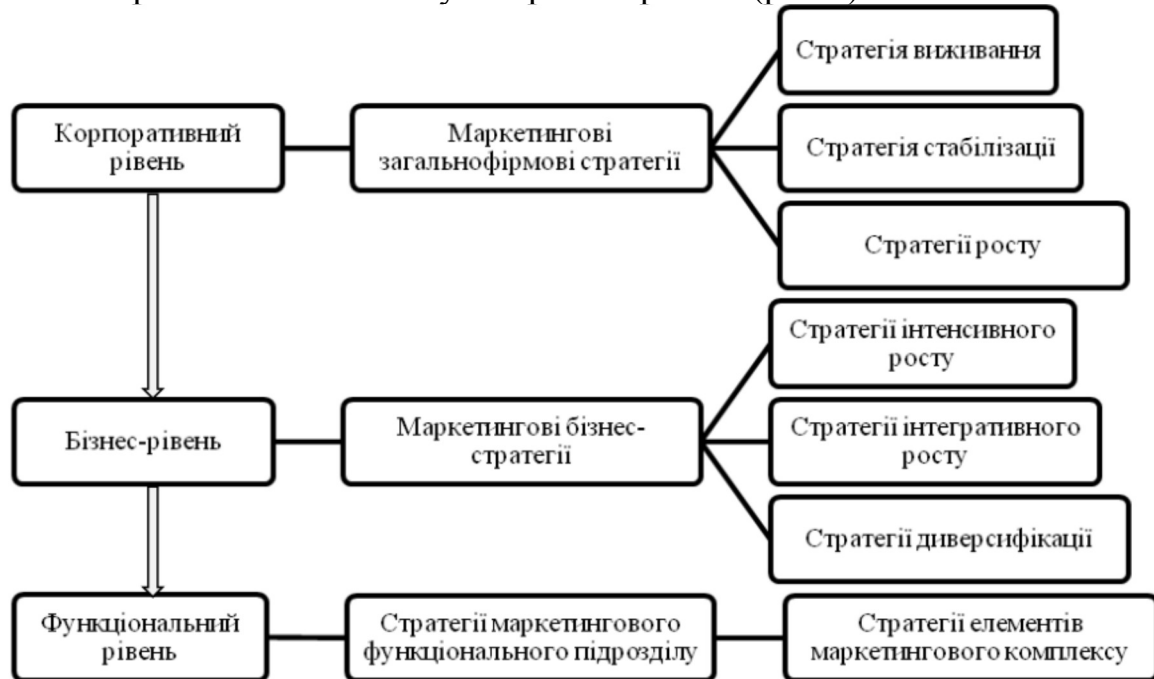 Стратегія виживання
Корпоративний
рівень
Маркетингові
загальнофірмові стратегії
Стратегія стабілізації
Стратегії росту
Стратегії інтенсивного
росту
Бізнес-рівень
Маркетингові бізнес-
стратегії
Стратегії інтегративного
росту
Стратегії диверсифікації
Функціональний
рівень
Стратегії маркетингового
функціонального підрозділу
Стратегії елементів
маркетингового комплексу